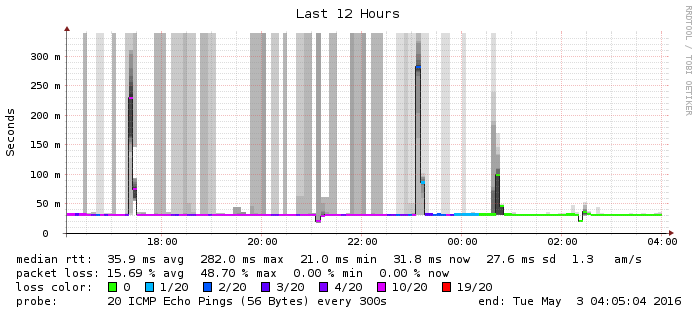 Last 12 Hours
RRDTOOL / TOBI OETIKER
Seconds
300 m
250 m
200 m
150 m
100 m
50 m
0
18:00 20:00 22:00 00:00 02:00 04:00
median rtt: 35.9 ms avg 282.0 ms max 21.0 ms min 31.8 ms now 27.6 ms sd 1.3 am/s
packet loss: 15.69 % avg 48.70 % max 0.00 % min 0.00 % now
loss color: 0 1/20 2/20 3/20 4/20 10/20 19/20
probe: 20 ICMP Echo Pings (56 Bytes) every 300s end: Tue May 3 04:05:04 2016